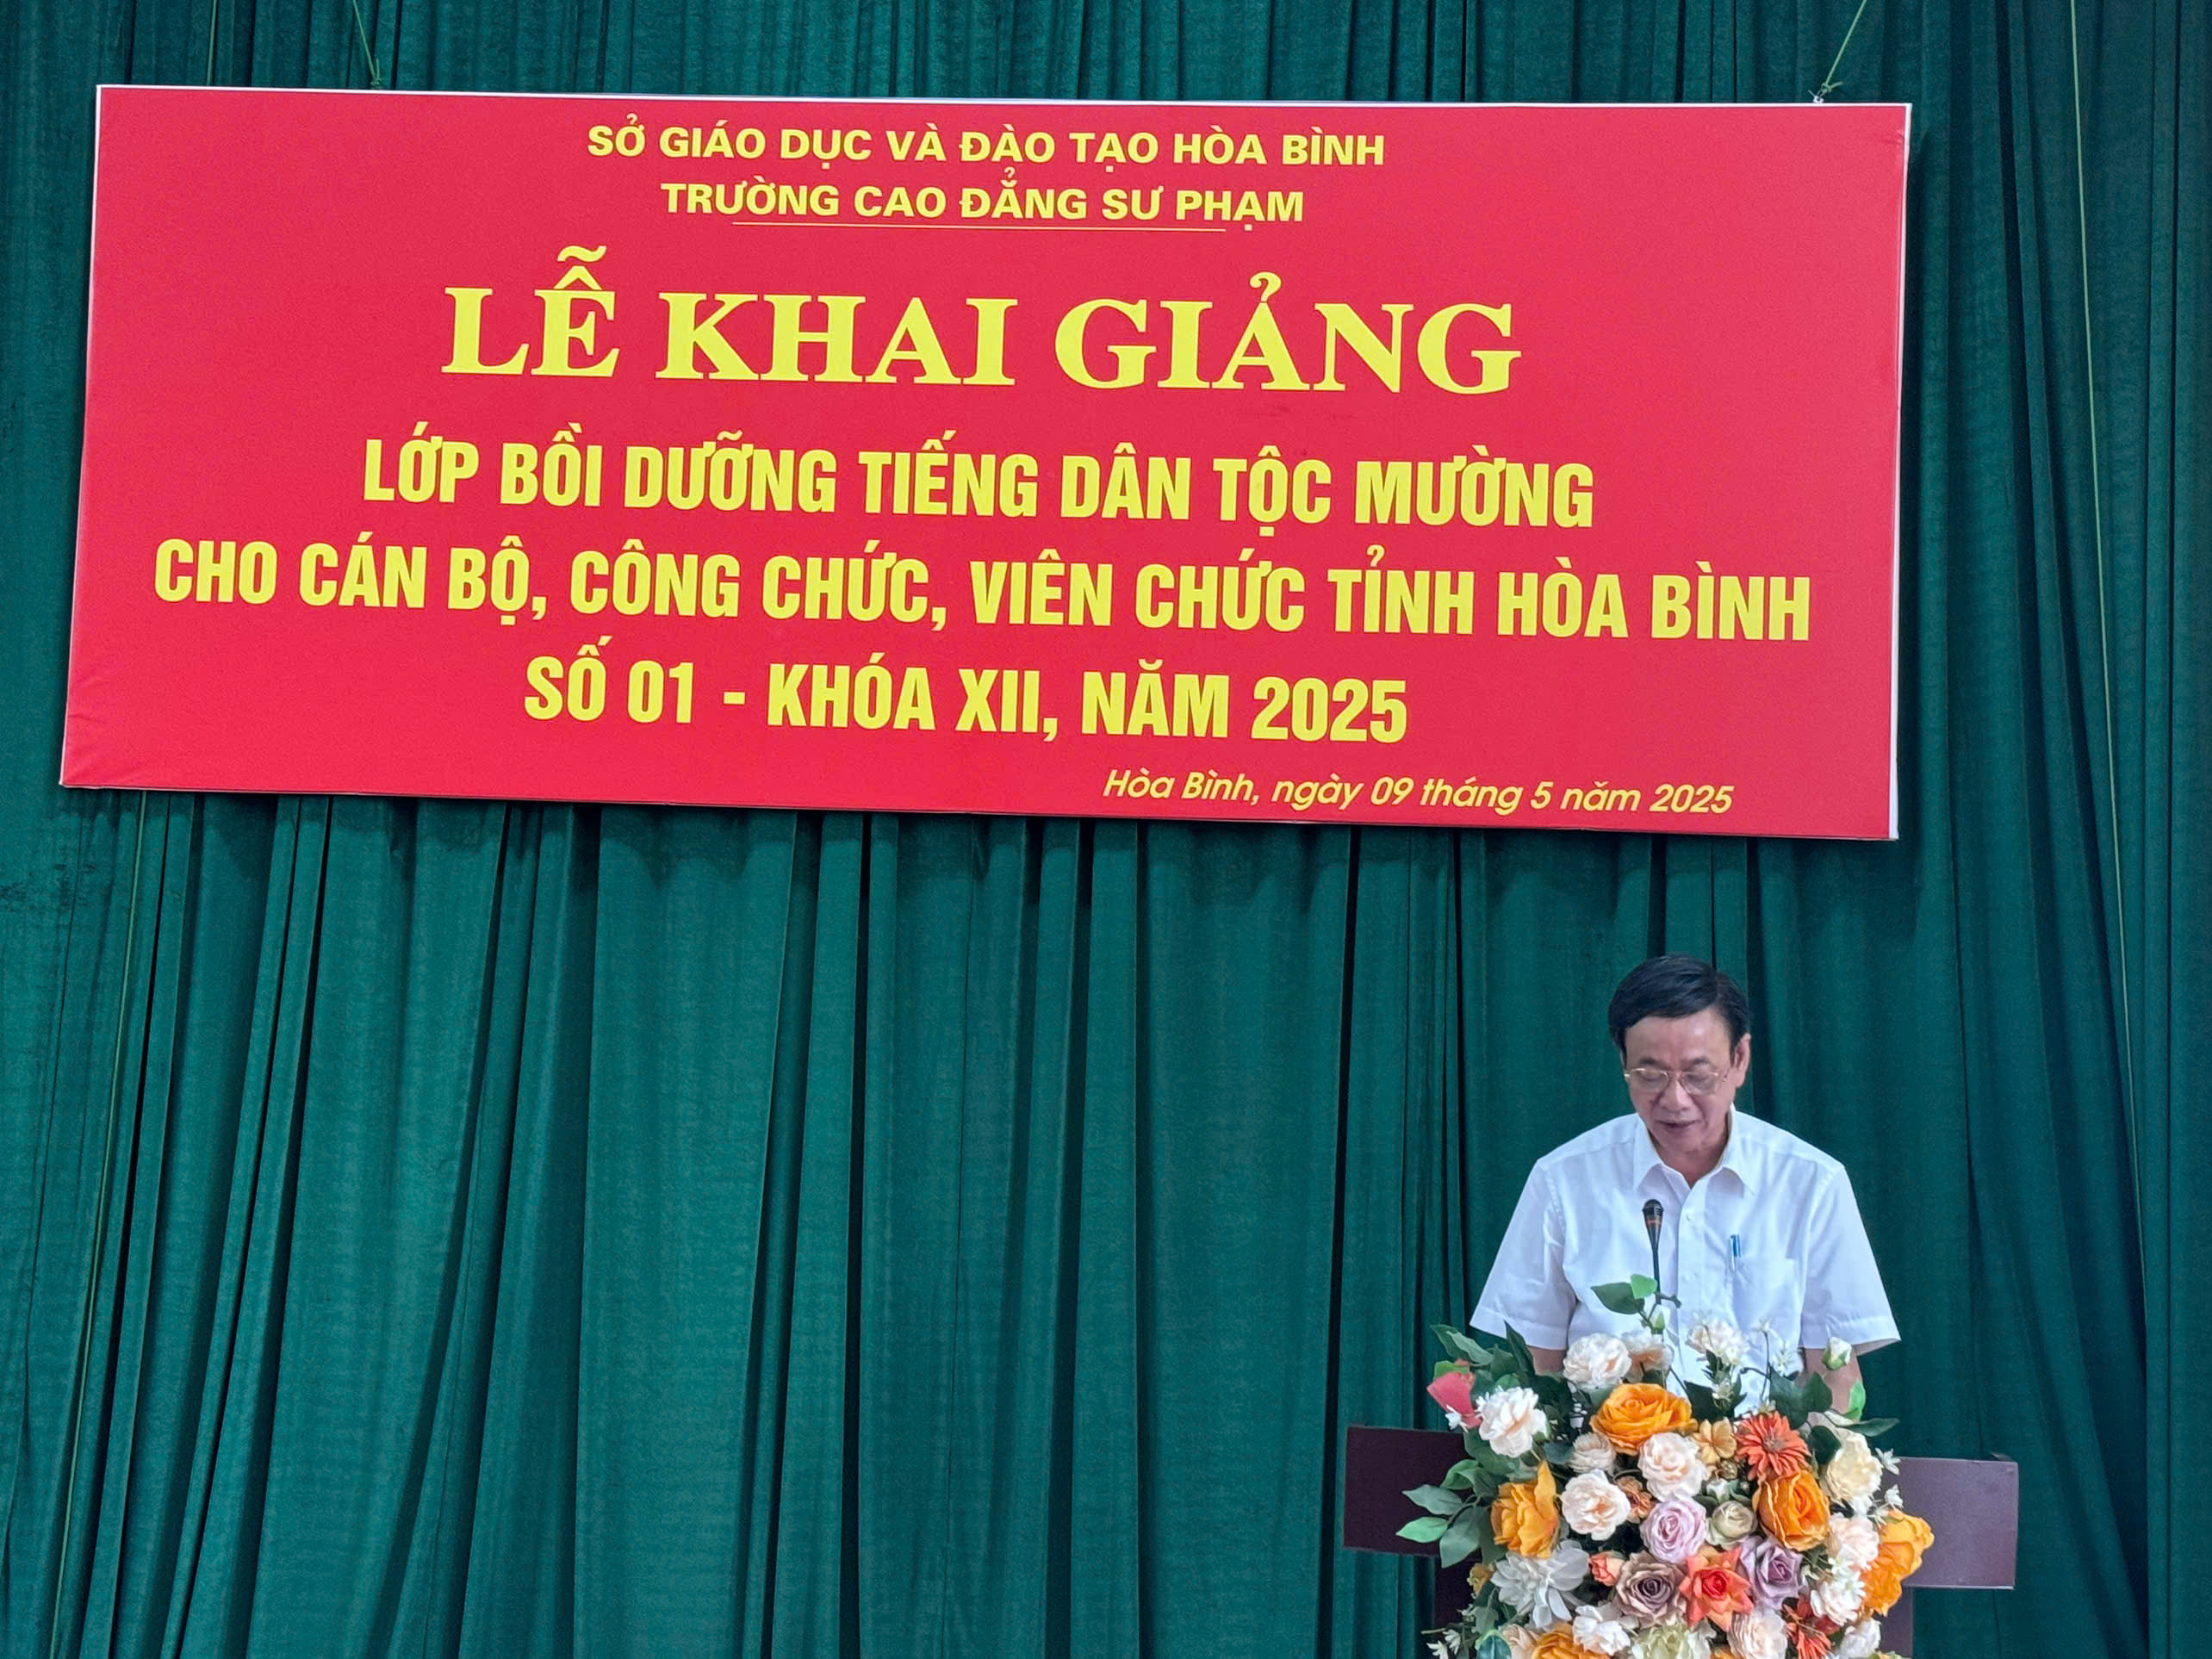 SỞ GIÁO DỤC VÀ ĐÀO TẠO HÒA BÌNH
TRƯỜNG CAO ĐẲNG SƯ PHẠM
LỄ KHAI GIẢNG
LỚP BỒI DƯỠNG TIẾNG DÂN TỘC MƯỜNG
CHO CÁN BỘ, CÔNG CHỨC, VIÊN CHỨC TỈNH HÒA BÌNH
SỐ 01 - KHÓA XII, NĂM 2025
Hòa Bình, ngày 09 tháng 5 năm 2025